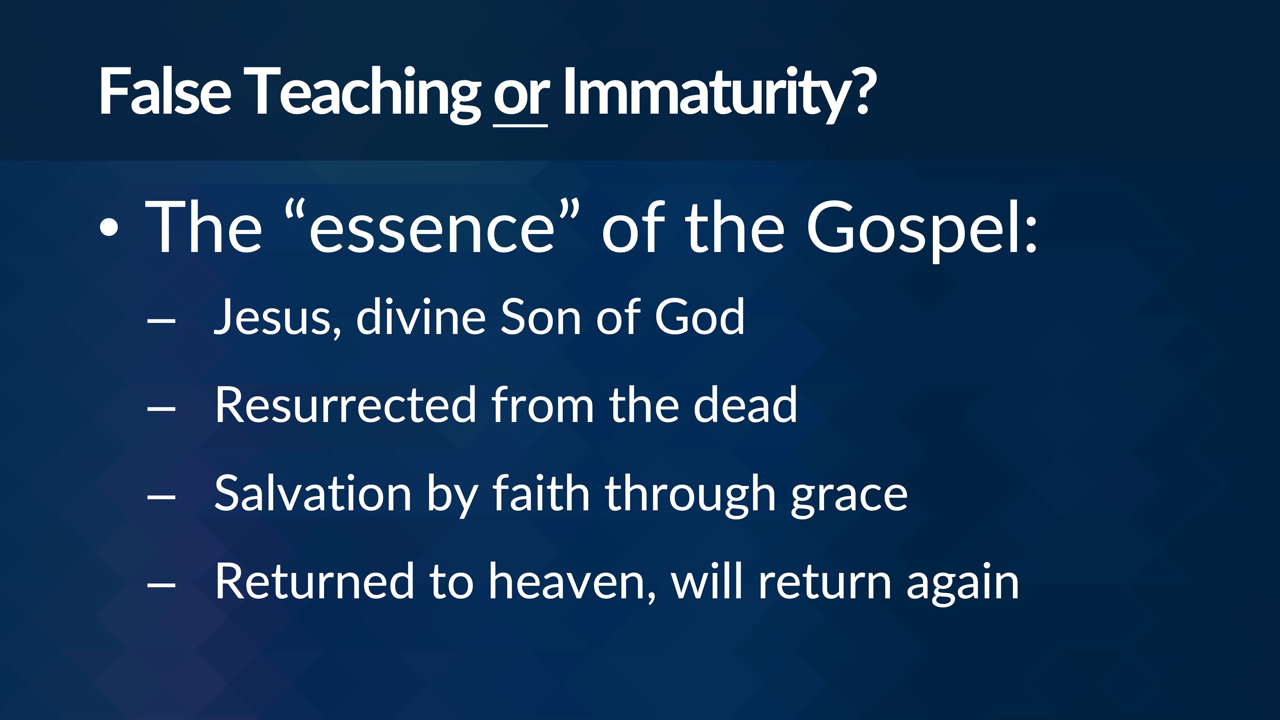 False Teaching or Immaturity?
• The “essence” of the Gospel:
– Jesus, divine Son of God
– Resurrected from the dead
– Salvation by faith through grace
– Returned to heaven, will return again